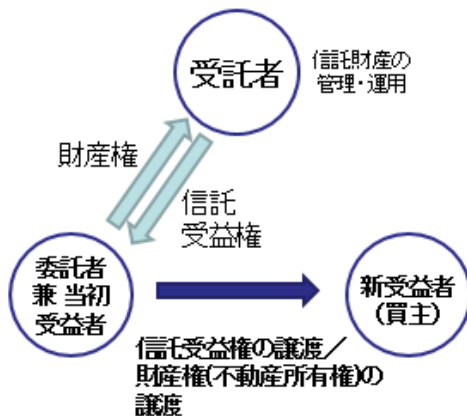 受託者
信託財産の
管理・運用
財産権
信託
受益権
委託者
兼 当初
受益者
新受益者
(買主)
信託受益権の譲渡／
財産権(不動産所有権)の
譲渡